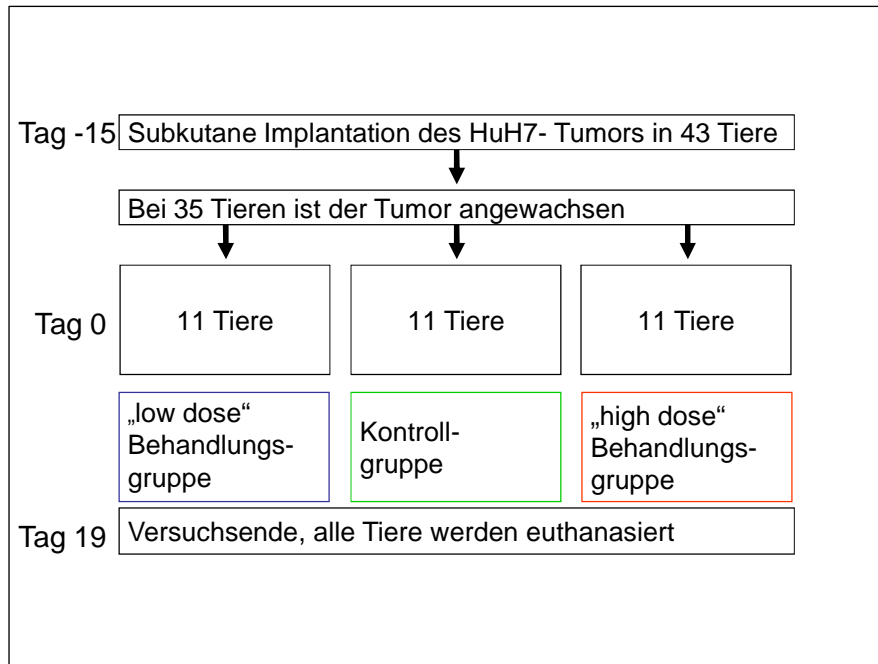 Tag -15 Subkutane Implantation des HuH7- Tumors in 43 Tiere
Bei 35 Tieren ist der Tumor angewachsen
Tag 0 11 Tiere 11 Tiere 11 Tiere
„low dose“
Behandlungs-
gruppe
Kontroll-
gruppe
„high dose“
Behandlungs-
gruppe
Tag 19 Versuchsende, alle Tiere werden euthanasiert